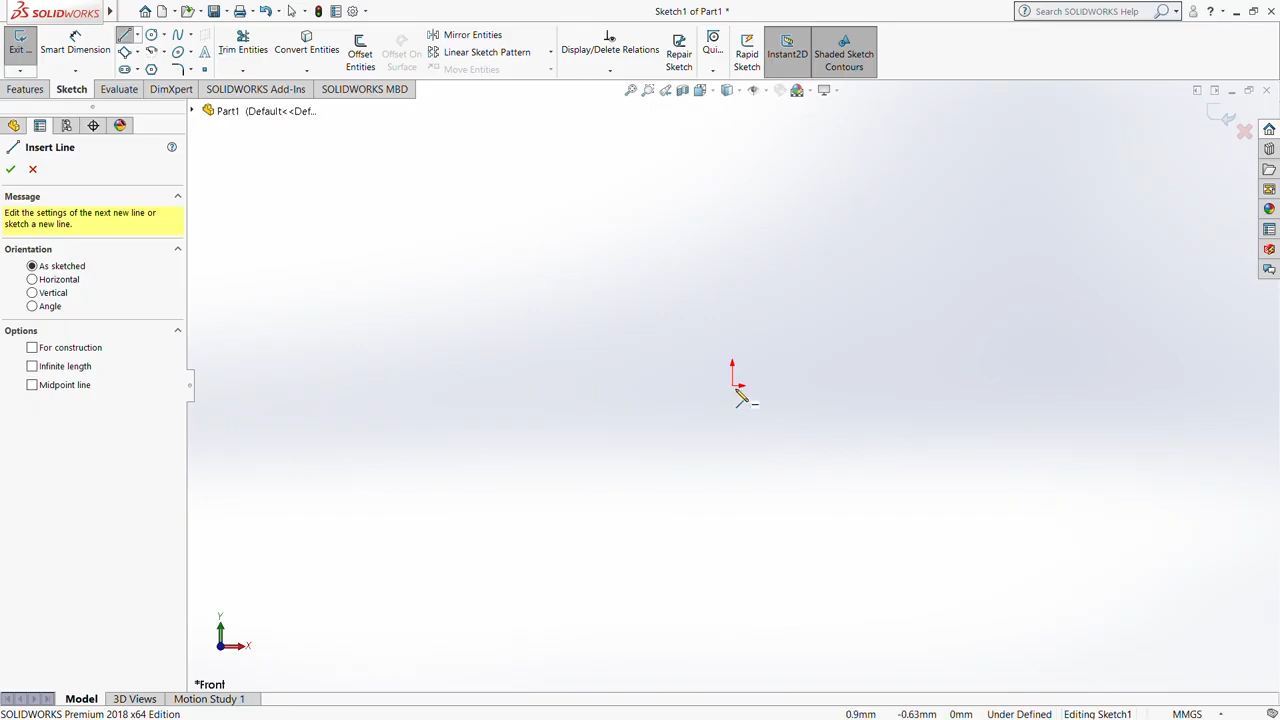 SOLIDWORKS
Sketch1 of Part1 *
Search SOLIDWORKS Help
?
Exit ...
Smart Dimension
Trim Entities
Convert Entities
Offset Entities
Offset On Surface
Mirror Entities
Linear Sketch Pattern
Move Entities
Display/Delete Relations
Repair Sketch
Qui...
Rapid Sketch
Instant2D
Shaded Sketch Contours
Features
Sketch
Evaluate
DimXpert
SOLIDWORKS Add-Ins
SOLIDWORKS MBD
Part1 (Default<<Def...
Insert Line
?
Message
Edit the settings of the next new line or
sketch a new line.
Orientation
As sketched
Horizontal
Vertical
Angle
Options
For construction
Infinite length
Midpoint line
Y
X
*Front
Model
3D Views
Motion Study 1
SOLIDWORKS Premium 2018 x64 Edition
0.9mm
-0.63mm
0mm
Under Defined
Editing Sketch1
MMGS